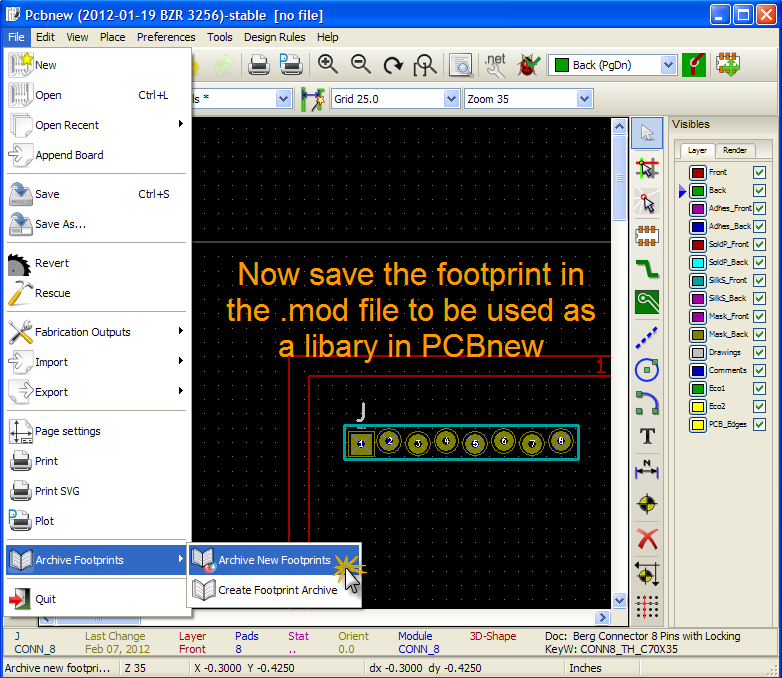 Pcbnew (2012-01-19 BZR 3256)-stable [no file]
File Edit View Place Preferences Tools Design Rules Help
New
Open Ctrl+L
Open Recent
Append Board
Save Ctrl+S
Save As...
Revert
Rescue
Fabrication Outputs
Import
Export
Page settings
Print
Print SVG
Plot
Archive Footprints
Quit
Archive New Footprints
Create Footprint Archive
.net
Back (PgDn)
s *
Grid 25.0
Zoom 35
Now save the footprint in
the .mod file to be used as
a libary in PCBnew
1
J
1 2 3 4 5 6 7 8
T
N
Visibles
Layer Render
Front
Back
Adhes_Front
Adhes_Back
SoldP_Front
SoldP_Back
SilkS_Front
SilkS_Back
Mask_Front
Mask_Back
Drawings
Comments
Eco1
Eco2
PCB_Edges
J Last Change Layer Pads Stat Orient Module 3D-Shape Doc: Berg Connector 8 Pins with Locking
CONN_8 Feb 07, 2012 Front 8 .. 0.0 CONN_8 KeyW: CONN8_TH_C70X35
Archive new footpri... Z 35 X -0.3000 Y -0.4250 dx -0.3000 dy -0.4250 Inches